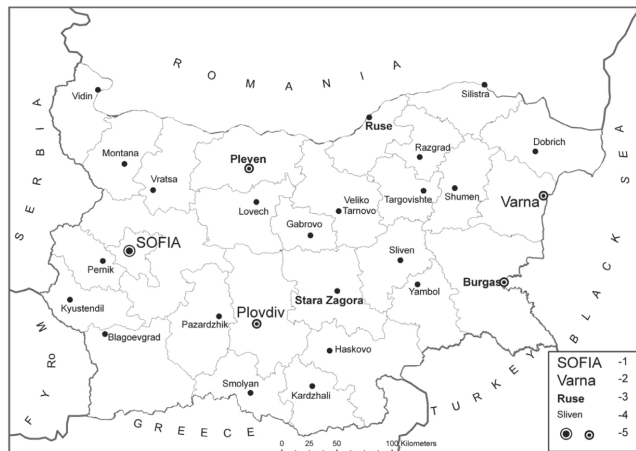 R O M A N I A
S E R B I A
Vidin
Silistra
Ruse
Dobrich
Montana
Pleven
Razgrad
Vratsa
Lovech
Veliko
Tarnovo
Targovishte
Shumen
Varna
Gabrovo
SOFIA
Pernik
Sliven
Burgas
Yambol
Kyustendil
Stara Zagora
Pazardzhik
Plovdiv
Blagoevgrad
Haskovo
Smolyan
Kardzhali
F Y Ro M
G R E E C E
T U R K E Y
B L A C K S E A
0 25 50 100 Kilometers
SOFIA -1
Varna -2
Ruse -3
Sliven -4
-5